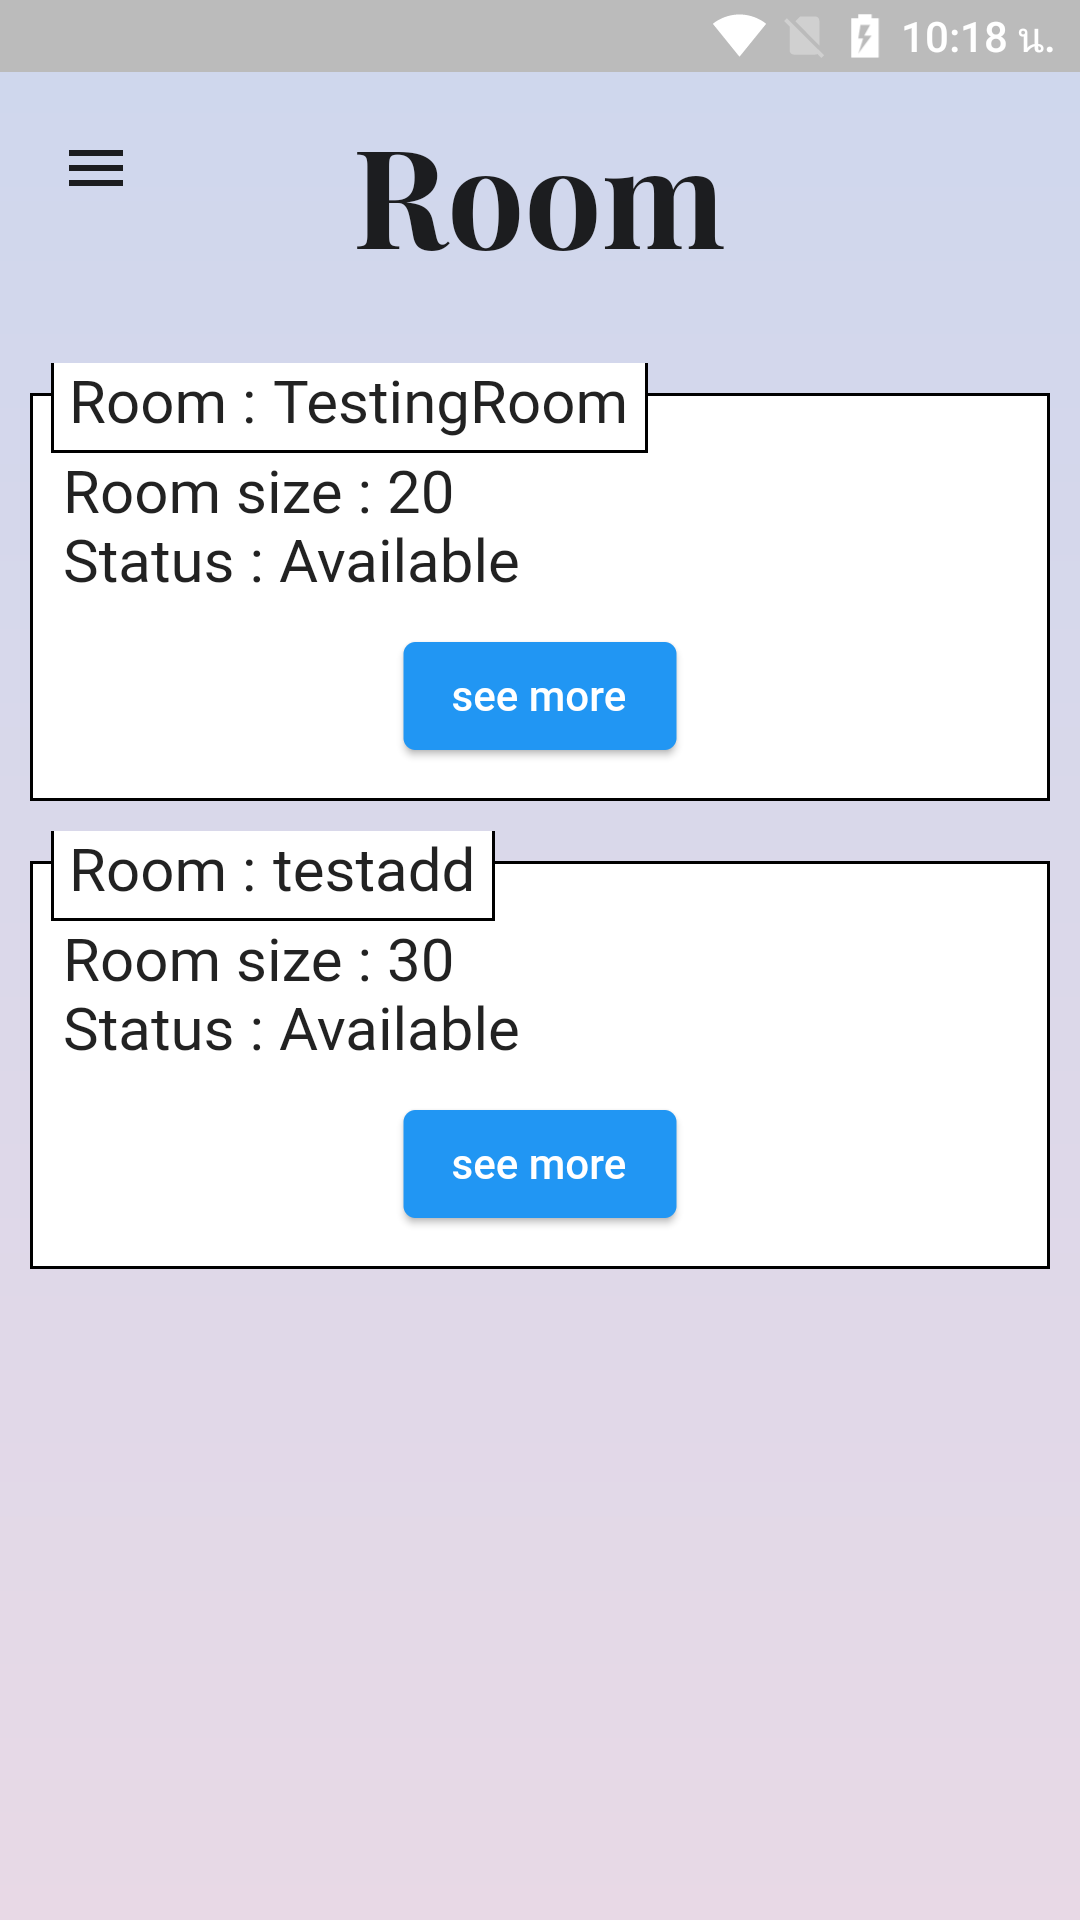 10:18 น.
Room
Room : TestingRoom
Room size : 20
Status : Available
see more
Room : testadd
Room size : 30
Status : Available
see more